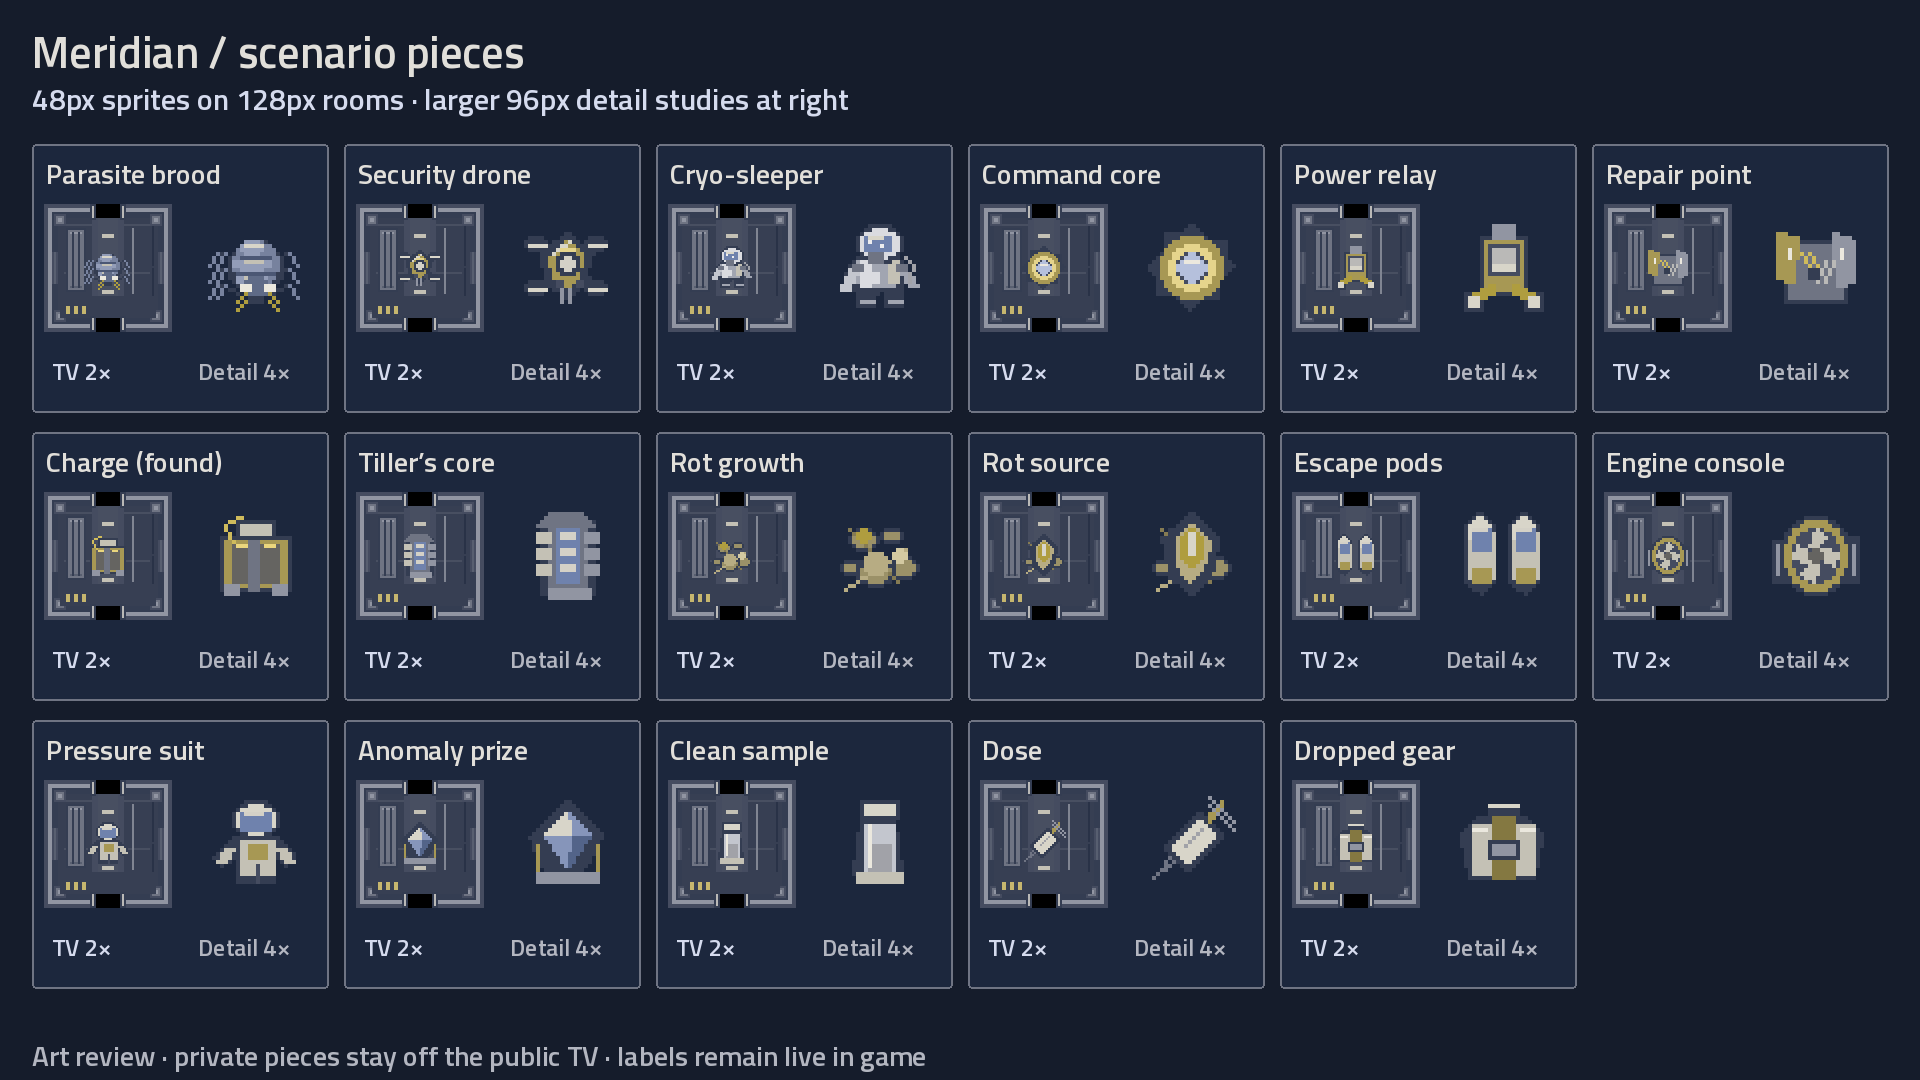 Meridian / scenario pieces
48px sprites on 128px rooms · larger 96px detail studies at right
Parasite brood
TV 2×
Detail 4×
Security drone
TV 2×
Detail 4×
Cryo-sleeper
TV 2×
Detail 4×
Command core
TV 2×
Detail 4×
Power relay
TV 2×
Detail 4×
Repair point
TV 2×
Detail 4×
Charge (found)
TV 2×
Detail 4×
Tiller’s core
TV 2×
Detail 4×
Rot growth
TV 2×
Detail 4×
Rot source
TV 2×
Detail 4×
Escape pods
TV 2×
Detail 4×
Engine console
TV 2×
Detail 4×
Pressure suit
TV 2×
Detail 4×
Anomaly prize
TV 2×
Detail 4×
Clean sample
TV 2×
Detail 4×
Dose
TV 2×
Detail 4×
Dropped gear
TV 2×
Detail 4×
Art review · private pieces stay off the public TV · labels remain live in game